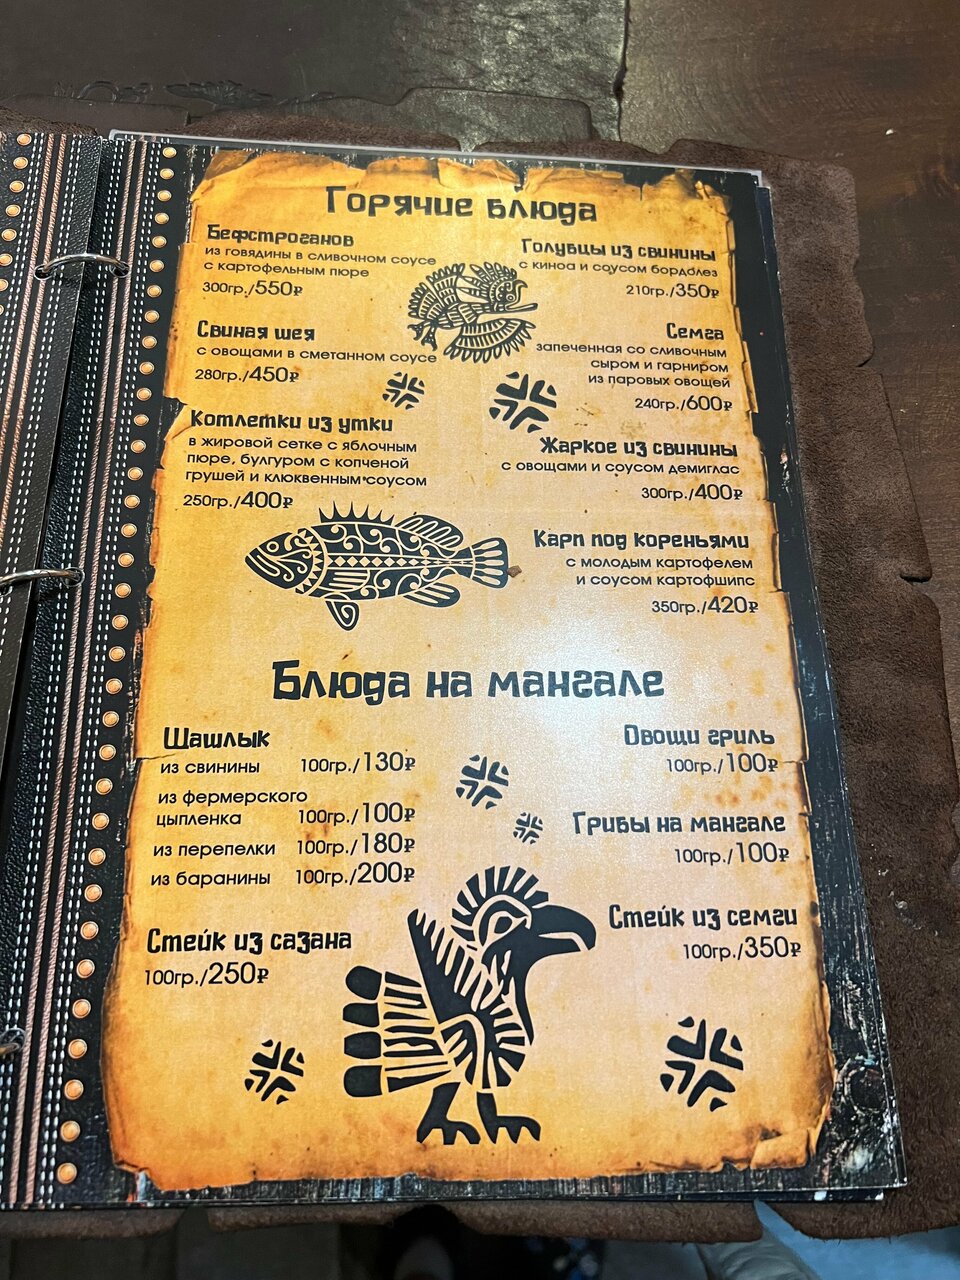 Горячие блюда
Бефстроганов
из говядины в сливочном соусе
с картофельным пюре
300гр./550₽
Свиная шея
с овощами в сметанном соусе
280гр./450₽
Котлетки из утки
в жировой сетке с яблочным
пюре, булгуром с копченой
грушей и клюквенным соусом
250гр./400₽
Голубцы из свинины
с киноа и соусом бордолез
210гр./350₽
Семга
запеченная со сливочным
сыром и гарниром
из паровых овощей
240гр./600₽
Жаркое из свинины
с овощами и соусом демиглас
300гр./400₽
Карп под кореньями
с молодым картофелем
и соусом картофшипс
350гр./420₽
Блюда на мангале
Шашлык
из свинины 100гр./130₽
из фермерского
цыпленка 100гр./100₽
из перепелки 100гр./180₽
из баранины 100гр./200₽
Стейк из сазана
100гр./250₽
Овощи гриль
100гр./100₽
Грибы на мангале
100гр./100₽
Стейк из семги
100гр./350₽